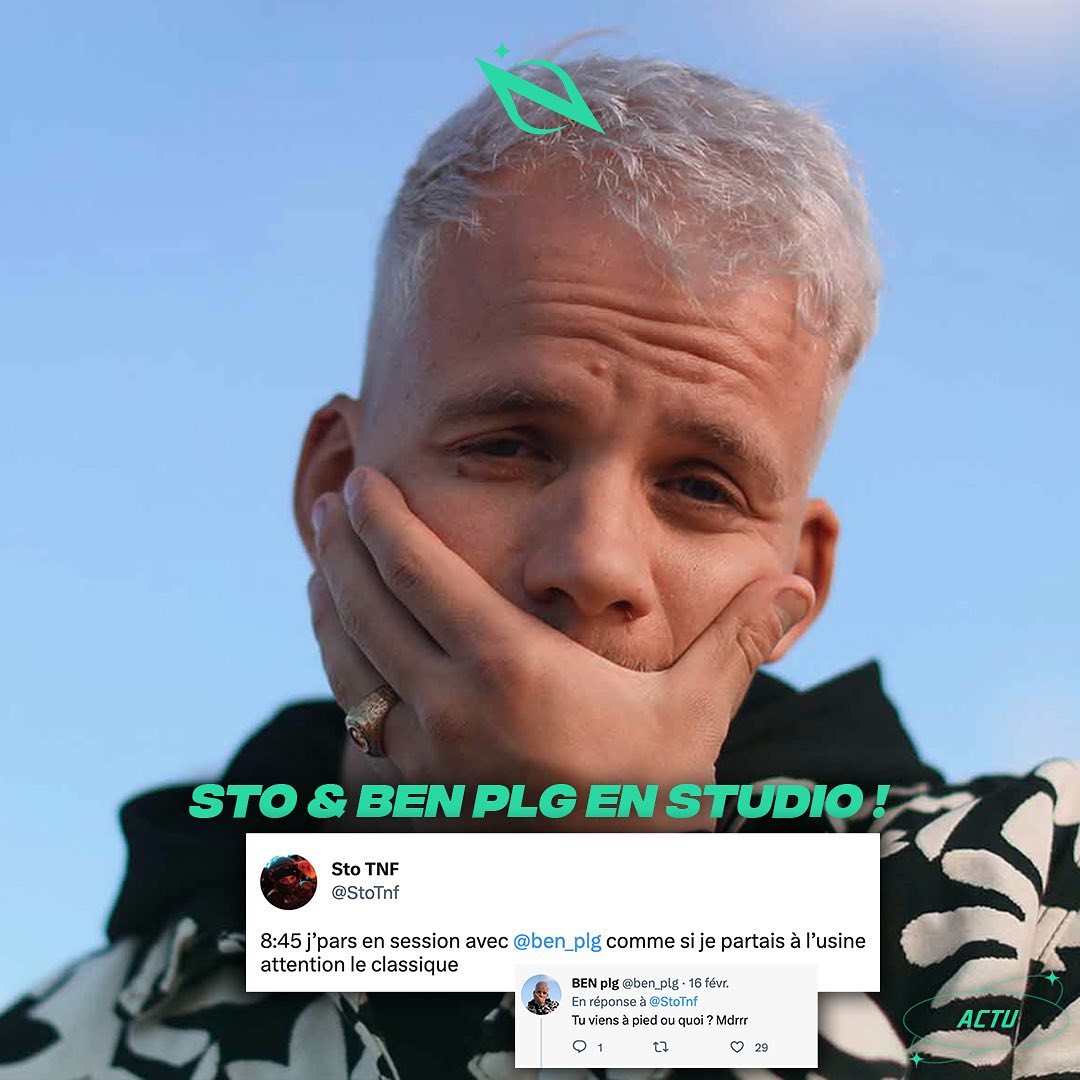 STO & BEN PLG EN STUDIO !
Sto TNF
@StoTnf
8:45 j’pars en session avec @ben_plg comme si je partais à l’usine
attention le classique
BEN plg @ben_plg · 16 févr.
En réponse à @StoTnf
Tu viens à pied ou quoi ? Mdrrr
1
29
ACTU